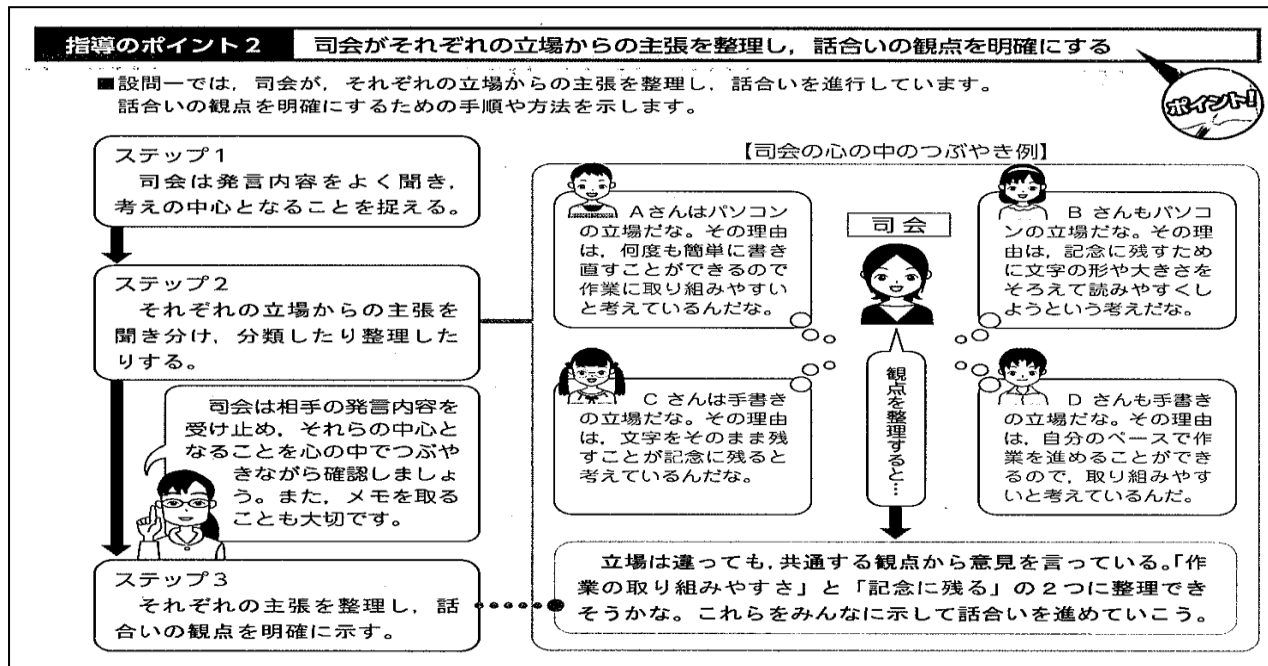 指導のポイント2
司会がそれぞれの立場からの主張を整理し，話合いの観点を明確にする
ポイント!
■設問一では，司会が，それぞれの立場からの主張を整理し，話合いを進行しています。
話合いの観点を明確にするための手順や方法を示します。
ステップ1
司会は発言内容をよく聞き，
考えの中心となることを捉える。
ステップ2
それぞれの立場からの主張を
聞き分け，分類したり整理した
りする。
司会は相手の発言内容を
受け止め，それらの中心と
なることを心の中でつぶや
きながら確認しましょ
う。また，メモを取る
ことも大切です。
ステップ3
それぞれの主張を整理し，話
合いの観点を明確に示す。
【司会の心の中のつぶやき例】
Aさんはパソコン
の立場だな。その理由
は，何度も簡単に書き
直すことができるので
作業に取り組みやすい
と考えているんだな。
司会
Bさんもパソコ
ンの立場だな。その理
由は，記念に残すため
に文字の形や大きさを
そろえて読みやすくし
ようという考えだな。
Cさんは手書き
の立場だな。その理由
は，文字をそのまま残
すことが記念に残ると
考えているんだな。
観点を整理すると…
Dさんも手書き
の立場だな。その理由
は，自分のペースで作
業を進めることができ
るので，取り組みやす
いと考えているんだ。
立場は違っても，共通する観点から意見を言っている。「作
業の取り組みやすさ」と「記念に残る」の2つに整理でき
そうかな。これらをみんなに示して話合いを進めていこう。